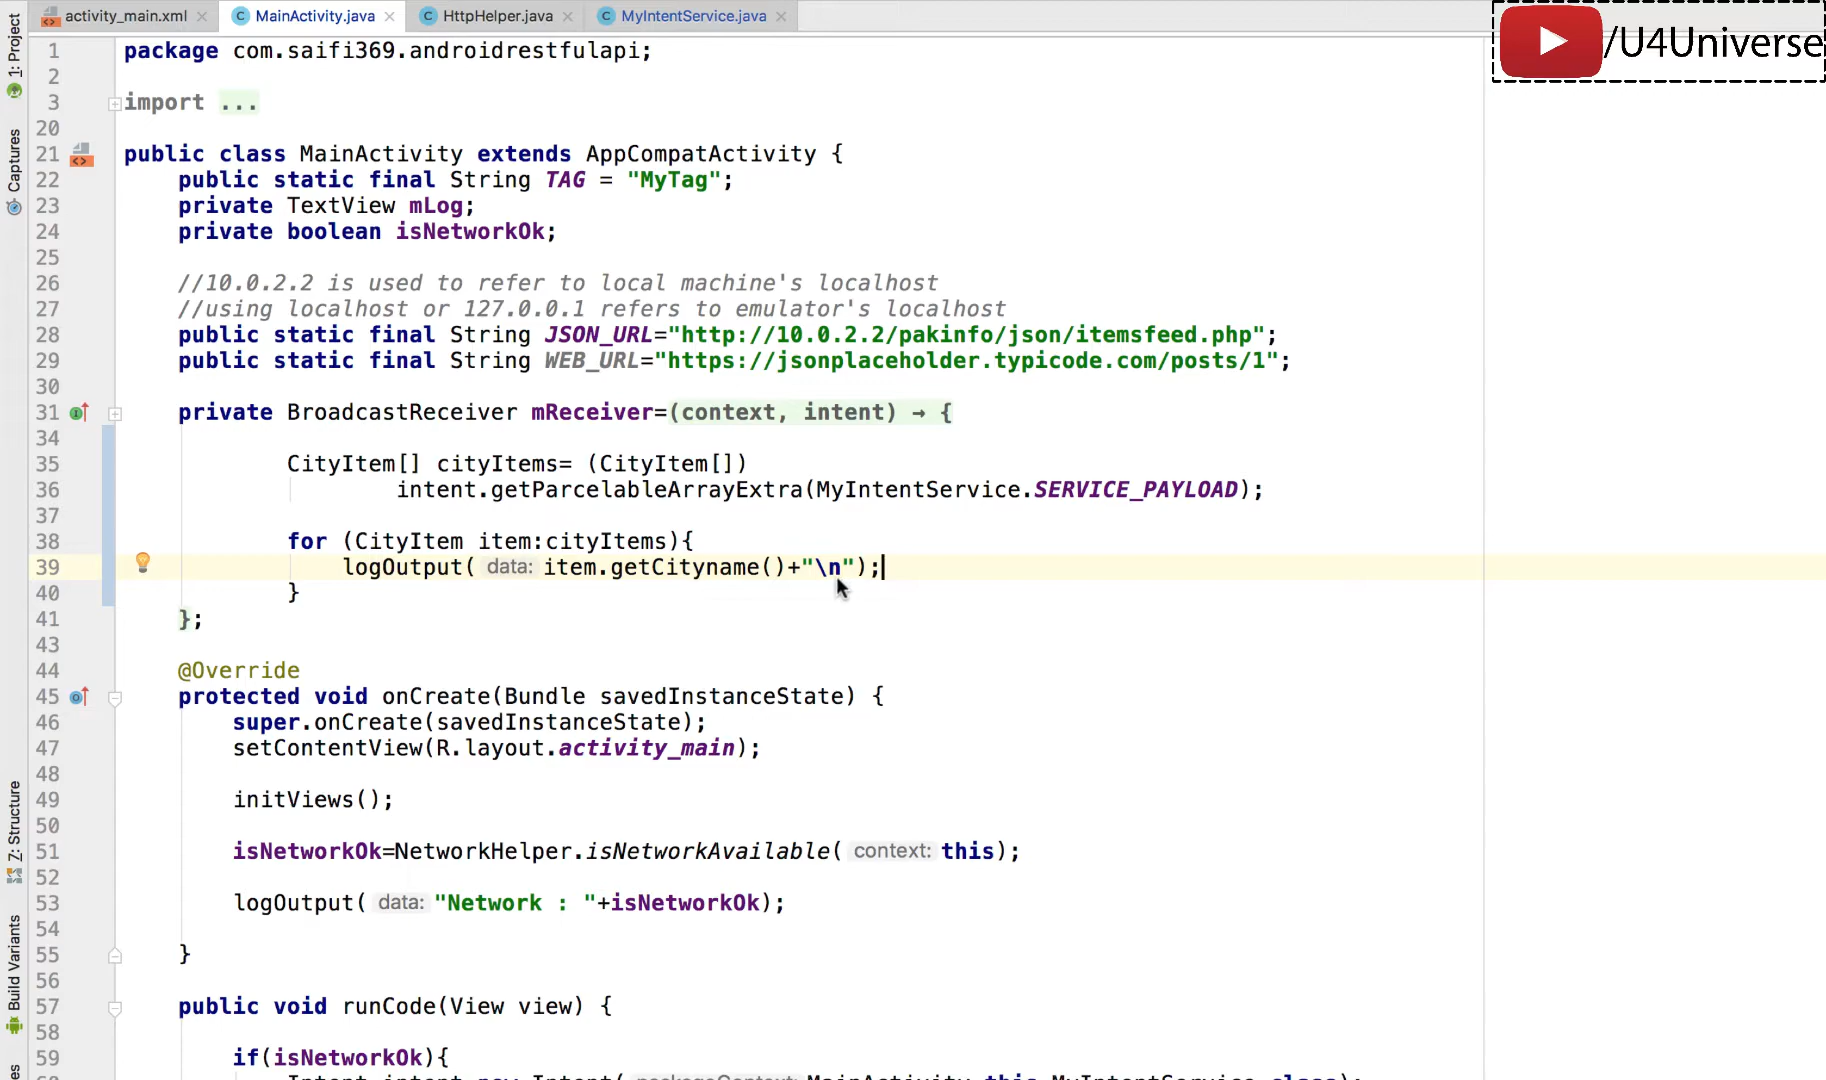 activity_main.xml MainActivity.java HttpHelper.java MyIntentService.java
/U4Universe
1: Project
Captures
Z: Structure
Build Variants
1 package com.saifi369.androidrestfulapi;
2
3 import ...
20
21 public class MainActivity extends AppCompatActivity {
22 public static final String TAG = "MyTag";
23 private TextView mLog;
24 private boolean isNetworkOk;
25
26 //10.0.2.2 is used to refer to local machine's localhost
27 //using localhost or 127.0.0.1 refers to emulator's localhost
28 public static final String JSON_URL="http://10.0.2.2/pakinfo/json/itemsfeed.php";
29 public static final String WEB_URL="https://jsonplaceholder.typicode.com/posts/1";
30
31 private BroadcastReceiver mReceiver=(context, intent) → {
34
35 CityItem[] cityItems= (CityItem[])
36 intent.getParcelableArrayExtra(MyIntentService.SERVICE_PAYLOAD);
37
38 for (CityItem item:cityItems){
39 logOutput( data: item.getCityname()+"\n");
40 }
41 };
43
44 @Override
45 protected void onCreate(Bundle savedInstanceState) {
46 super.onCreate(savedInstanceState);
47 setContentView(R.layout.activity_main);
48
49 initViews();
50
51 isNetworkOk=NetworkHelper.isNetworkAvailable( context: this);
52
53 logOutput( data: "Network : "+isNetworkOk);
54
55 }
56
57 public void runCode(View view) {
58
59 if(isNetworkOk){
Intent intent=new Intent( packageContext: MainActivity.this,MyIntentService.class);